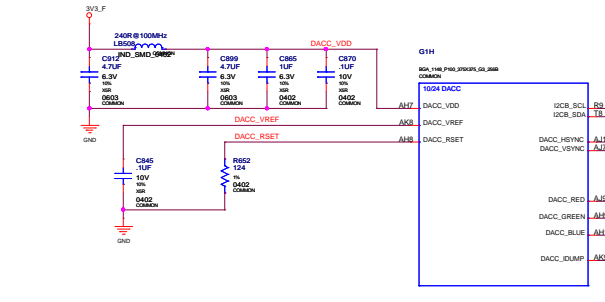 3V3_F
240R@100MHz
LB508
DACC_VDD
C912
4.7UF
6.3V
10%
X5R
0603
COMMON
C899
4.7UF
6.3V
10%
X5R
0603
COMMON
C865
1UF
6.3V
10%
X5R
0402
COMMON
C870
.1UF
10V
10%
X5R
0402
COMMON
GND
DACC_VREF
DACC_RSET
C845
.1UF
10V
10%
X5R
0402
COMMON
R652
124
1%
0402
COMMON
GND
G1H
COMMON
10/24 DACC
AH7 DACC_VDD
AK8 DACC_VREF
AH8 DACC_RSET
I2CB_SCL R9
I2CB_SDA T8
DACC_HSYNC
DACC_VSYNC
DACC_RED
DACC_GREEN
DACC_BLUE
DACC_IDUMP